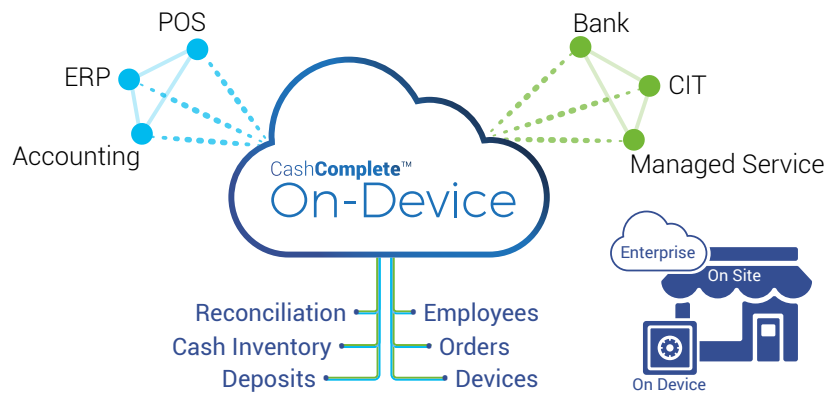 POS
ERP
Accounting
Bank
CIT
Managed Service
CashComplete™
On-Device
Reconciliation
Cash Inventory
Deposits
Employees
Orders
Devices
Enterprise
On Site
On Device